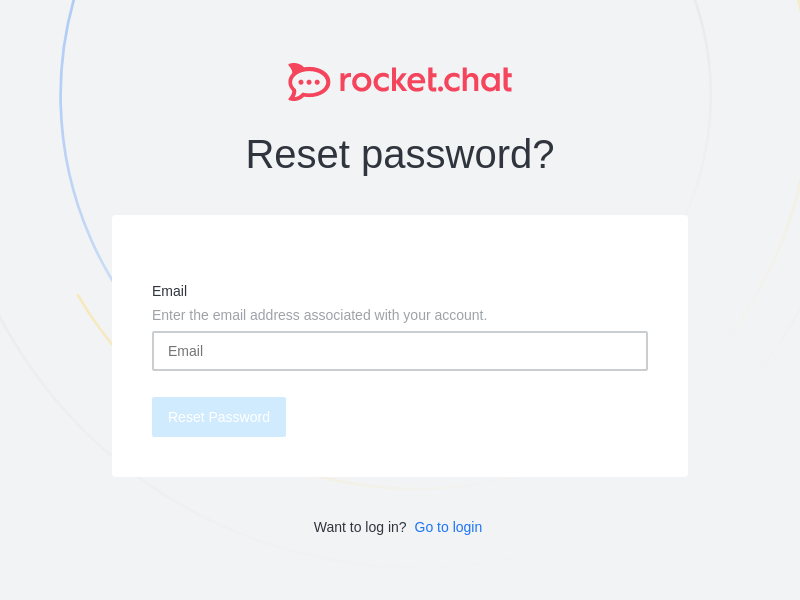 rocket.chat
Reset password?
Email
Enter the email address associated with your account.
Email
Reset Password
Want to log in? Go to login